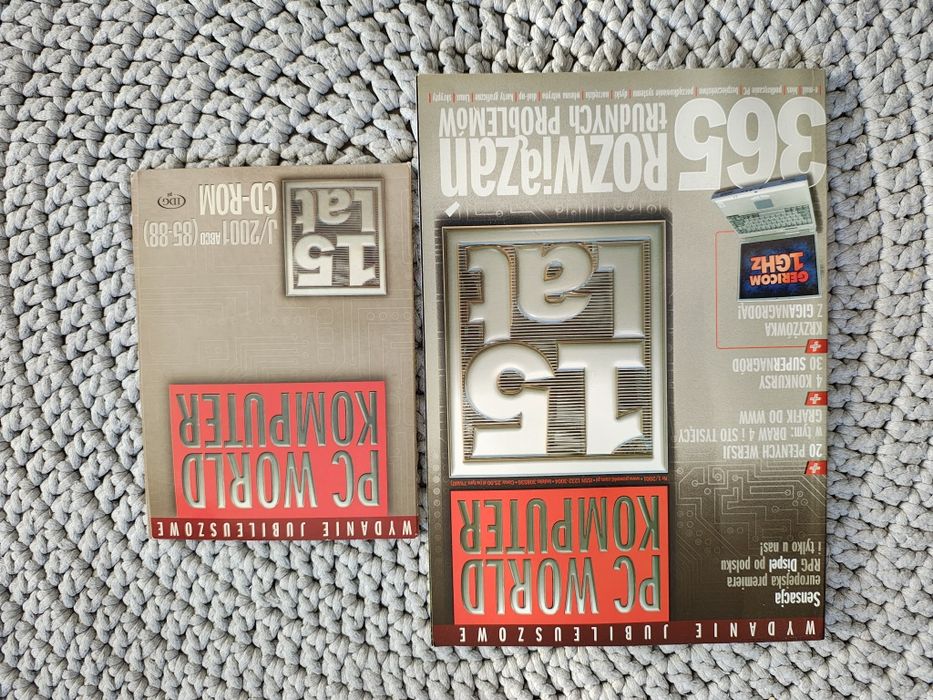 WYDANIE JUBILEUSZOWE
PC WORLD
KOMPUTER
15
lat
J/2001 ABCD (85-88)
CD-ROM
IDG
WYDANIE JUBILEUSZOWE
PC WORLD
KOMPUTER
15
lat
Sensacja
europejska premiera
RPG Dispel po polsku
i tylko u nas!
20 PEŁNYCH WERSJI
w tym: DRAW 4 i STO TYSIĘCY
GRAFIK DO WWW
4 KONKURSY
30 SUPERNAGRÓD
KRZYŻÓWKA
Z GIGANAGRODĄ!
GERICOM
1GHz
365 ROZWIĄZAŃ
tRUDNYCH PROBLEMÓW